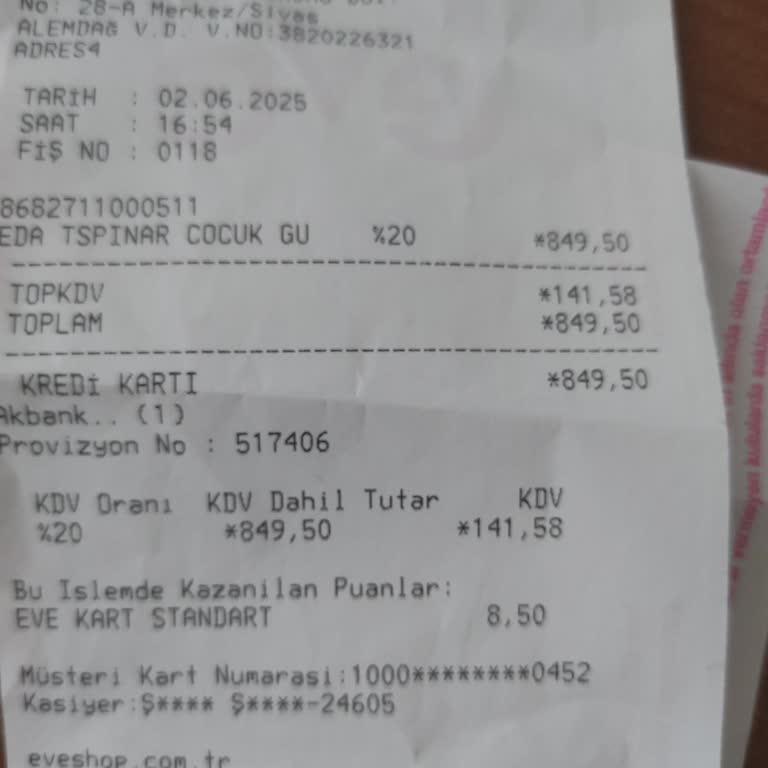 No: 28-A Merkez/Sivas
ALEMDAĞ V.D. V.NO:3820226321
ADRES4
TARİH : 02.06.2025
SAAT : 16:54
FİŞ NO : 0118
8682711000511
EDA TSPINAR COCUK GU %20 *849,50
TOPKDV *141,58
TOPLAM *849,50
KREDİ KARTI *849,50
Akbank.. (1)
Provizyon No : 517406
KDV Oranı KDV Dahil Tutar KDV
%20 *849,50 *141,58
Bu Islemde Kazanilan Puanlar:
EVE KART STANDART 8,50
Müsteri Kart Numarasi:1000********0452
Kasiyer:Ş**** Ş****-24605
eveshop.com.tr